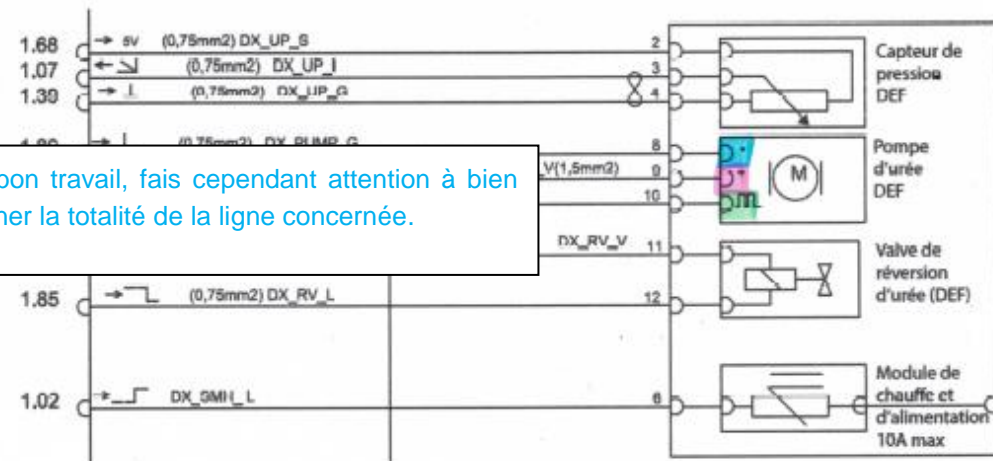 1.68 → 5V (0,75mm2) DX_UP_S 2
1.07 (0,75mm2) DX_UP_I 3
1.39 (0,75mm2) DX_UP_G 4
Capteur de
pression
DEF
(0,75mm2) DX_PUMP_G 8
V(1,5mm2) 9
10
M
Pompe
d'urée
DEF
bon travail, fais cependant attention à bien
ner la totalité de la ligne concernée.
DX_RV_V 11
1.85 (0,75mm2) DX_RV_L 12
Valve de
réversion
d'urée (DEF)
1.02 DX_SMH_L 6
Module de
chauffe et
d'alimentation
10A max